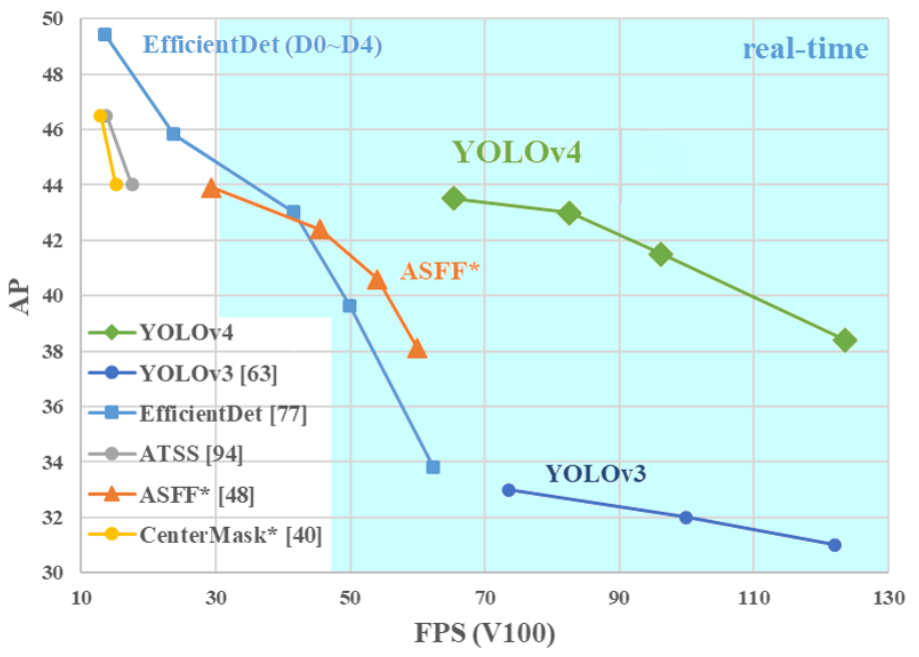 50
48
46
44
42
40
38
36
34
32
30
AP
EfficientDet (D0~D4)
real-time
YOLOv4
ASFF*
YOLOv3
YOLOv4
YOLOv3 [63]
EfficientDet [77]
ATSS [94]
ASFF* [48]
CenterMask* [40]
10 30 50 70 90 110 130
FPS (V100)